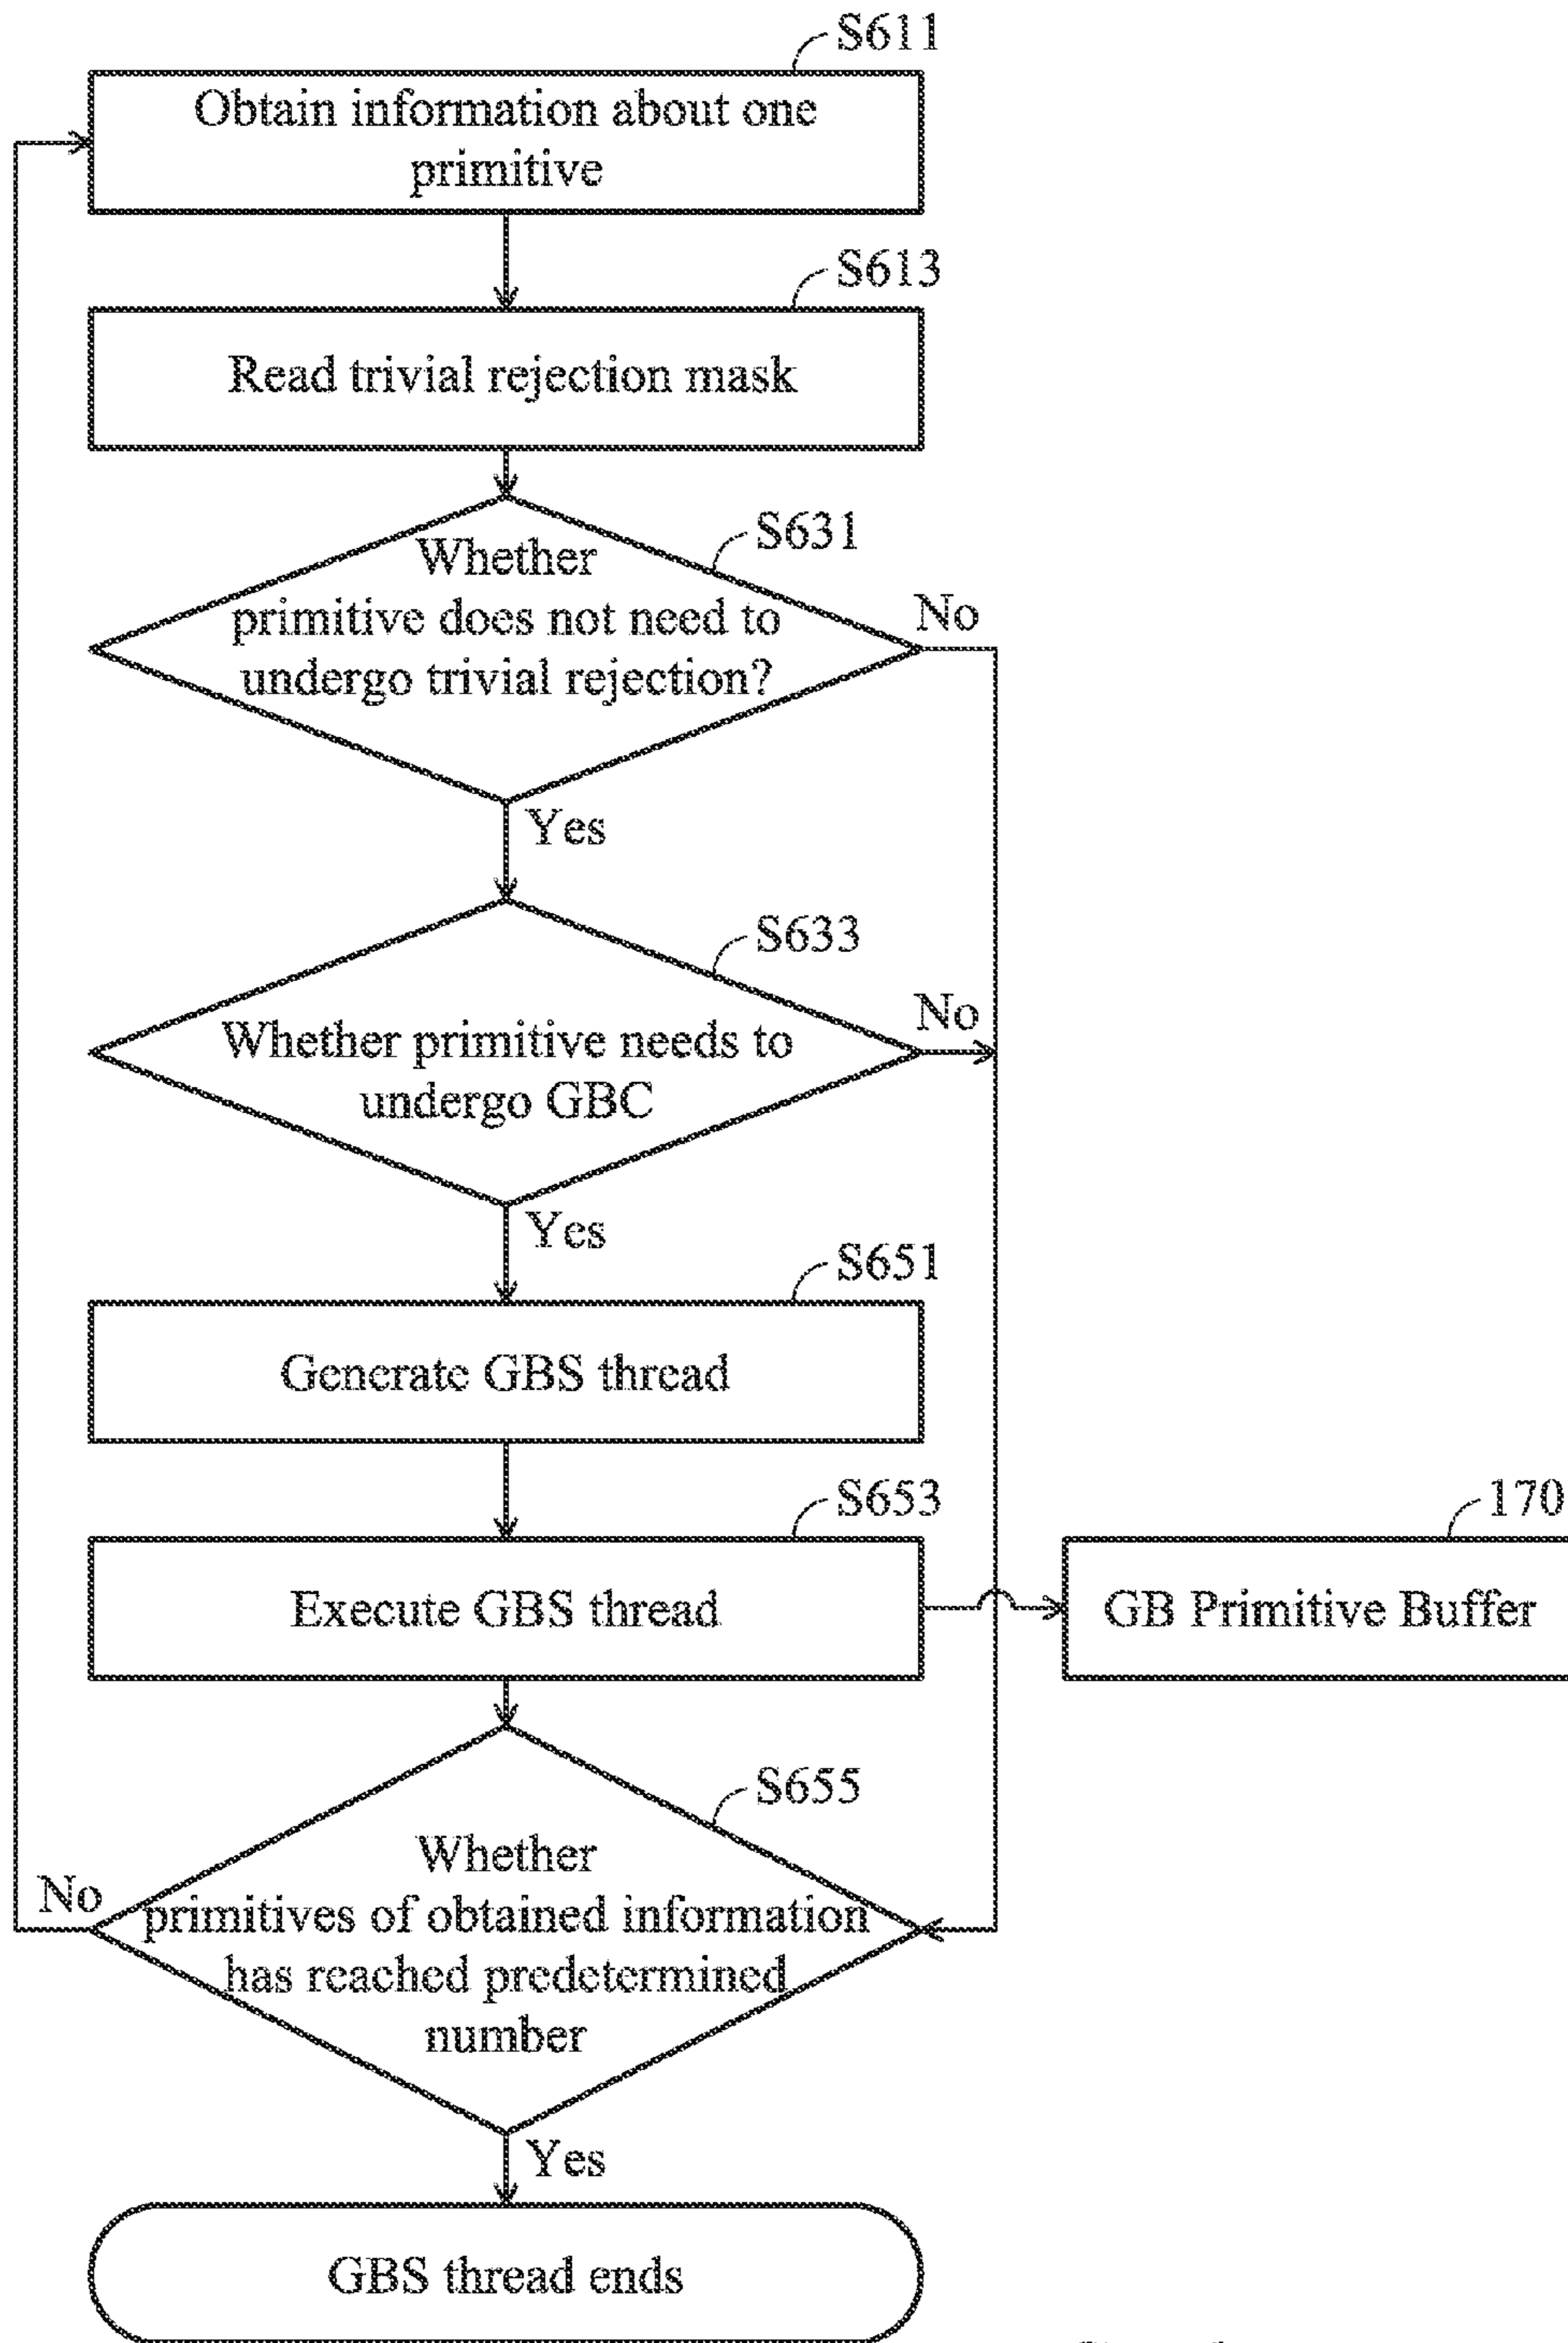 S611
Obtain information about one
primitive
S613
Read trivial rejection mask
S631
Whether
primitive does not need to
undergo trivial rejection?
No
Yes
S633
Whether primitive needs to
undergo GBC
No
Yes
S651
Generate GBS thread
S653
Execute GBS thread
170
GB Primitive Buffer
S655
Whether
primitives of obtained information
has reached predetermined
number
No
Yes
GBS thread ends